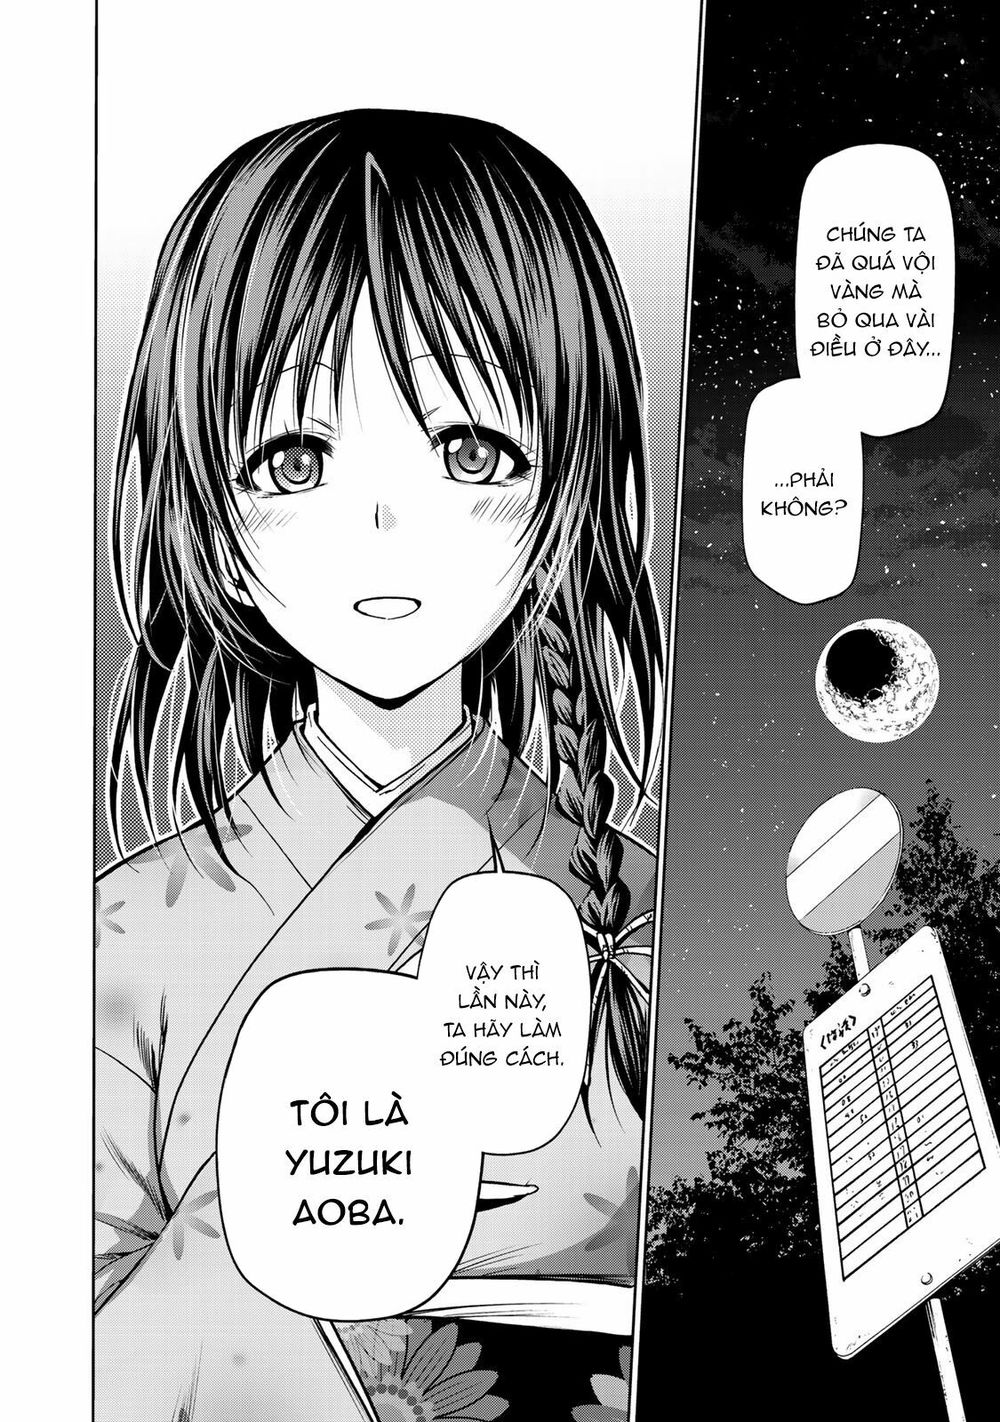 CHÚNG TA
ĐÃ QUÁ VỘI
VÀNG MÀ
BỎ QUA VÀI
ĐIỀU Ở ĐÂY...
...PHẢI
KHÔNG?
VẬY THÌ
LẦN NÀY,
TA HÃY LÀM
ĐÚNG CÁCH.
TÔI LÀ
YUZUKI
AOBA.